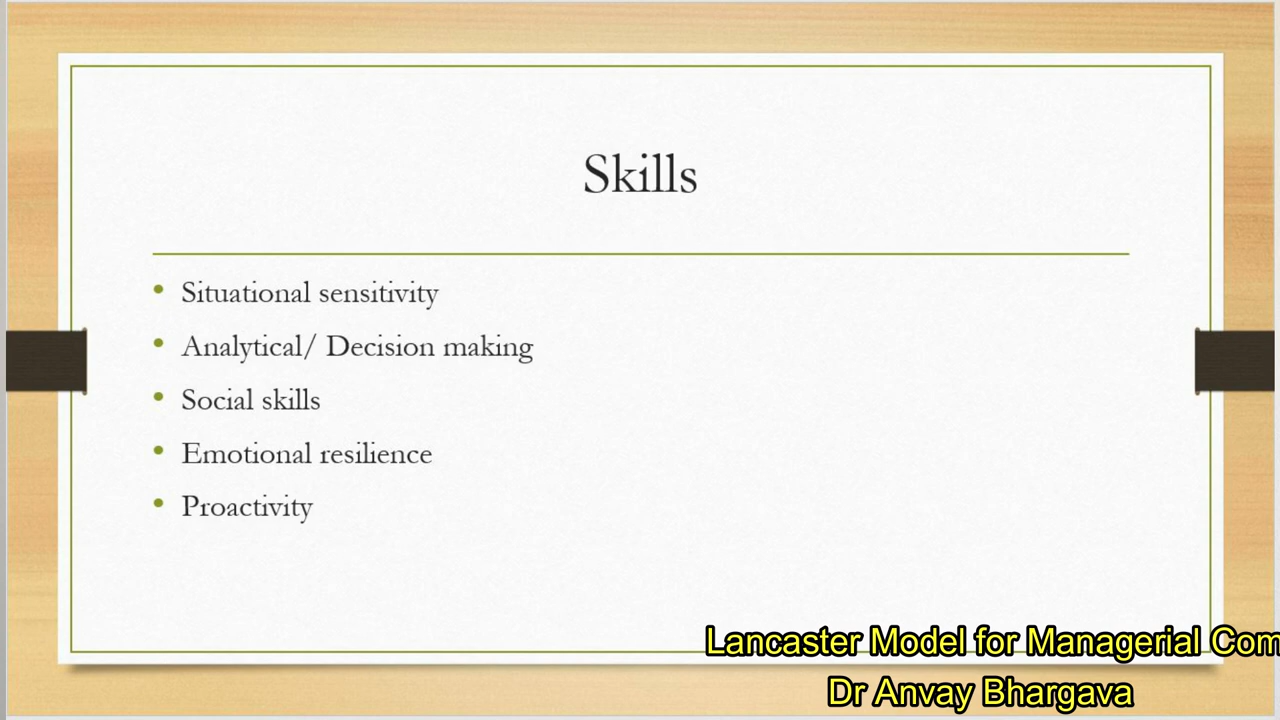 Skills
• Situational sensitivity
• Analytical/ Decision making
• Social skills
• Emotional resilience
• Proactivity
Lancaster Model for Managerial Com
Dr Anvay Bhargava